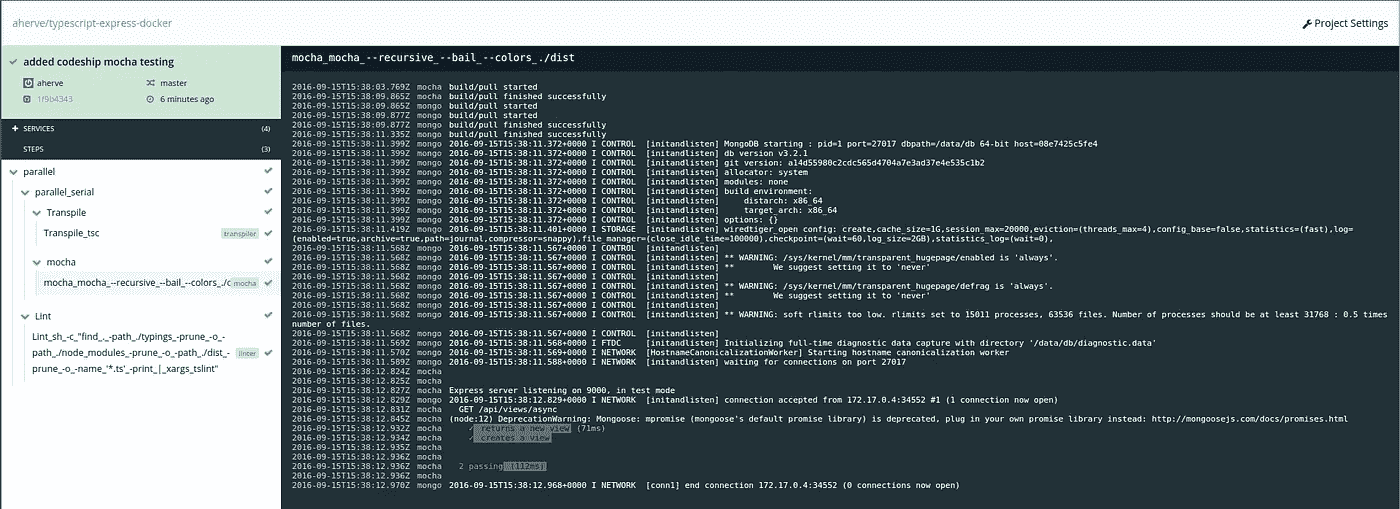 aherve/typescript-express-docker
Project Settings
added codeship mocha testing
aherve master
1f9b4343 6 minutes ago
SERVICES (4)
STEPS (3)
parallel
parallel_serial
Transpile
Transpile_tsc transpiler
mocha
mocha_mocha_--recursive_--bail_--colors_./c mocha
Lint
Lint_sh_-c_"find_._-path_./typings_-prune_-o_-
path_./node_modules_-prune_-o_-path_./dist_- linter
prune_-o_-name_'*.ts'_-print_|_xargs_tslint"
mocha_mocha_--recursive_--bail_--colors_./dist
2016-09-15T15:38:03.769Z mocha build/pull started
2016-09-15T15:38:09.865Z mocha build/pull finished successfully
2016-09-15T15:38:09.865Z mocha build/pull started
2016-09-15T15:38:09.877Z mocha build/pull started
2016-09-15T15:38:09.877Z mocha build/pull finished successfully
2016-09-15T15:38:11.335Z mocha build/pull finished successfully
2016-09-15T15:38:11.399Z mongo 2016-09-15T15:38:11.372+0000 I CONTROL [initandlisten] MongoDB starting : pid=1 port=27017 dbpath=/data/db 64-bit host=08e7425c5fe4
2016-09-15T15:38:11.399Z mongo 2016-09-15T15:38:11.372+0000 I CONTROL [initandlisten] db version v3.2.1
2016-09-15T15:38:11.399Z mongo 2016-09-15T15:38:11.372+0000 I CONTROL [initandlisten] git version: a14d55980c2cdc565d4704a7e3ad37e4e535c1b2
2016-09-15T15:38:11.399Z mongo 2016-09-15T15:38:11.372+0000 I CONTROL [initandlisten] allocator: system
2016-09-15T15:38:11.399Z mongo 2016-09-15T15:38:11.372+0000 I CONTROL [initandlisten] modules: none
2016-09-15T15:38:11.399Z mongo 2016-09-15T15:38:11.372+0000 I CONTROL [initandlisten] build environment:
2016-09-15T15:38:11.399Z mongo 2016-09-15T15:38:11.372+0000 I CONTROL [initandlisten] distarch: x86_64
2016-09-15T15:38:11.399Z mongo 2016-09-15T15:38:11.372+0000 I CONTROL [initandlisten] target_arch: x86_64
2016-09-15T15:38:11.399Z mongo 2016-09-15T15:38:11.372+0000 I CONTROL [initandlisten] options: {}
2016-09-15T15:38:11.419Z mongo 2016-09-15T15:38:11.401+0000 I STORAGE [initandlisten] wiredtiger_open config: create,cache_size=1G,session_max=20000,eviction=(threads_max=4),config_base=false,statistics=(fast),log=
(enabled=true,archive=true,path=journal,compressor=snappy),file_manager=(close_idle_time=100000),checkpoint=(wait=60,log_size=2GB),statistics_log=(wait=0),
2016-09-15T15:38:11.568Z mongo 2016-09-15T15:38:11.567+0000 I CONTROL [initandlisten]
2016-09-15T15:38:11.568Z mongo 2016-09-15T15:38:11.567+0000 I CONTROL [initandlisten] ** WARNING: /sys/kernel/mm/transparent_hugepage/enabled is 'always'.
2016-09-15T15:38:11.568Z mongo 2016-09-15T15:38:11.567+0000 I CONTROL [initandlisten] ** We suggest setting it to 'never'
2016-09-15T15:38:11.568Z mongo 2016-09-15T15:38:11.567+0000 I CONTROL [initandlisten]
2016-09-15T15:38:11.568Z mongo 2016-09-15T15:38:11.567+0000 I CONTROL [initandlisten] ** WARNING: /sys/kernel/mm/transparent_hugepage/defrag is 'always'.
2016-09-15T15:38:11.568Z mongo 2016-09-15T15:38:11.567+0000 I CONTROL [initandlisten] ** We suggest setting it to 'never'
2016-09-15T15:38:11.568Z mongo 2016-09-15T15:38:11.567+0000 I CONTROL [initandlisten]
2016-09-15T15:38:11.568Z mongo 2016-09-15T15:38:11.567+0000 I CONTROL [initandlisten] ** WARNING: soft rlimits too low. rlimits set to 15011 processes, 63536 files. Number of processes should be at least 31768 : 0.5 times
number of files.
2016-09-15T15:38:11.568Z mongo 2016-09-15T15:38:11.567+0000 I CONTROL [initandlisten]
2016-09-15T15:38:11.569Z mongo 2016-09-15T15:38:11.568+0000 I FTDC [initandlisten] Initializing full-time diagnostic data capture with directory '/data/db/diagnostic.data'
2016-09-15T15:38:11.570Z mongo 2016-09-15T15:38:11.569+0000 I NETWORK [HostnameCanonicalizationWorker] Starting hostname canonicalization worker
2016-09-15T15:38:11.589Z mongo 2016-09-15T15:38:11.588+0000 I NETWORK [initandlisten] waiting for connections on port 27017
2016-09-15T15:38:12.824Z mocha
2016-09-15T15:38:12.825Z mocha
2016-09-15T15:38:12.827Z mocha Express server listening on 9000, in test mode
2016-09-15T15:38:12.829Z mongo 2016-09-15T15:38:12.829+0000 I NETWORK [initandlisten] connection accepted from 172.17.0.4:34552 #1 (1 connection now open)
2016-09-15T15:38:12.831Z mocha GET /api/views/async
2016-09-15T15:38:12.845Z mocha (node:12) DeprecationWarning: Mongoose: mpromise (mongoose's default promise library) is deprecated, plug in your own promise library instead: http://mongoosejs.com/docs/promises.html
2016-09-15T15:38:12.932Z mocha ✓ returns a new view (71ms)
2016-09-15T15:38:12.934Z mocha ✓ creates a view
2016-09-15T15:38:12.935Z mocha
2016-09-15T15:38:12.936Z mocha
2016-09-15T15:38:12.936Z mocha 2 passing (112ms)
2016-09-15T15:38:12.936Z mocha
2016-09-15T15:38:12.970Z mongo 2016-09-15T15:38:12.968+0000 I NETWORK [conn1] end connection 172.17.0.4:34552 (0 connections now open)